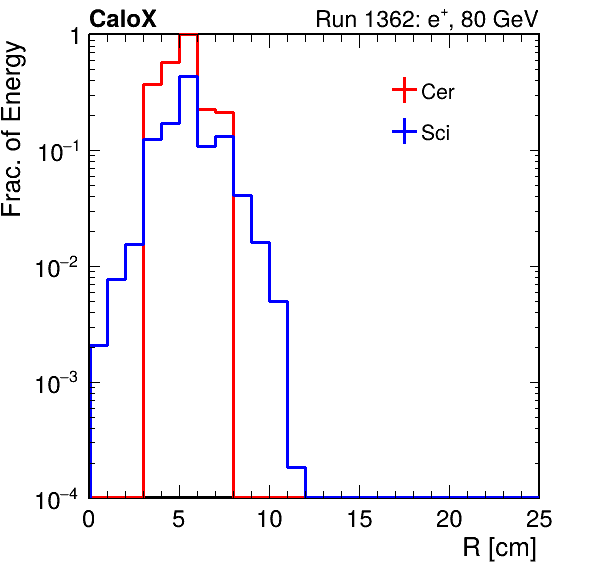 CaloX Run 1362: e⁺, 80 GeV
Frac. of Energy
1
10⁻¹
10⁻²
10⁻³
10⁻⁴
Cer
Sci
0 5 10 15 20 25
R [cm]